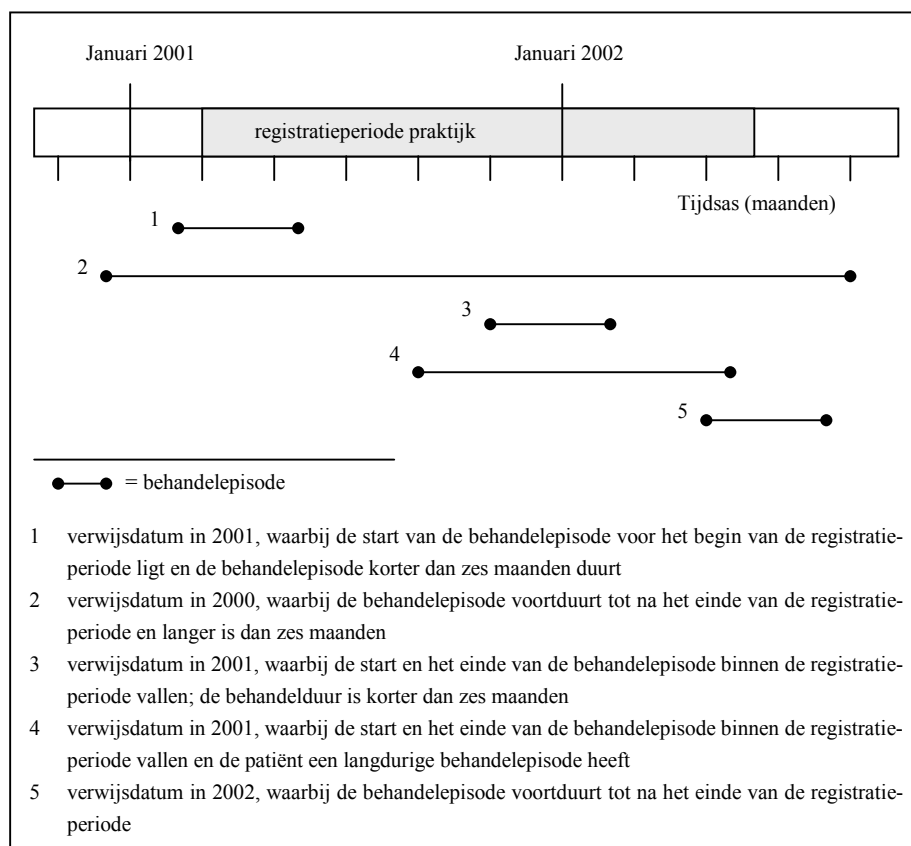 Januari 2001 Januari 2002
registratieperiode praktijk
Tijdsas (maanden)
1
2
3
4
5
= behandelepisode
1 verwijsdatum in 2001, waarbij de start van de behandelepisode voor het begin van de registratie-
periode ligt en de behandelepisode korter dan zes maanden duurt
2 verwijsdatum in 2000, waarbij de behandelepisode voortduurt tot na het einde van de registratie-
periode en langer is dan zes maanden
3 verwijsdatum in 2001, waarbij de start en het einde van de behandelepisode binnen de registratie-
periode vallen; de behandelduur is korter dan zes maanden
4 verwijsdatum in 2001, waarbij de start en het einde van de behandelepisode binnen de registratie-
periode vallen en de patiënt een langdurige behandelepisode heeft
5 verwijsdatum in 2002, waarbij de behandelepisode voortduurt tot na het einde van de registratie-
periode